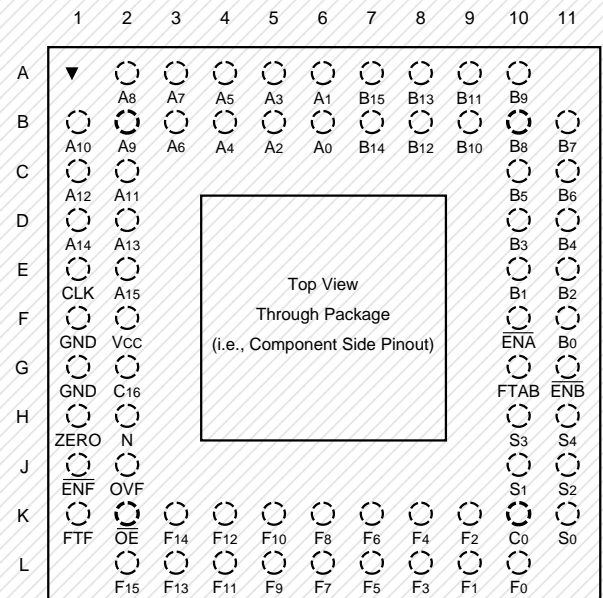 1 2 3 4 5 6 7 8 9 10 11
A ▼
A8 A7 A5 A3 A1 B15 B13 B11 B9
B
A10 A9 A6 A4 A2 A0 B14 B12 B10 B8 B7
C
A12 A11 B5 B6
D
A14 A13 B3 B4
E
CLK A15 B1 B2
Top View
Through Package
(i.e., Component Side Pinout)
F
GND VCC E̅N̅A̅ B0
G
GND C16 FTAB E̅N̅B̅
H
ZERO N S3 S4
J
E̅N̅F̅ OVF S1 S2
K
FTF O̅E̅ F14 F12 F10 F8 F6 F4 F2 C0 S0
L
F15 F13 F11 F9 F7 F5 F3 F1 F0